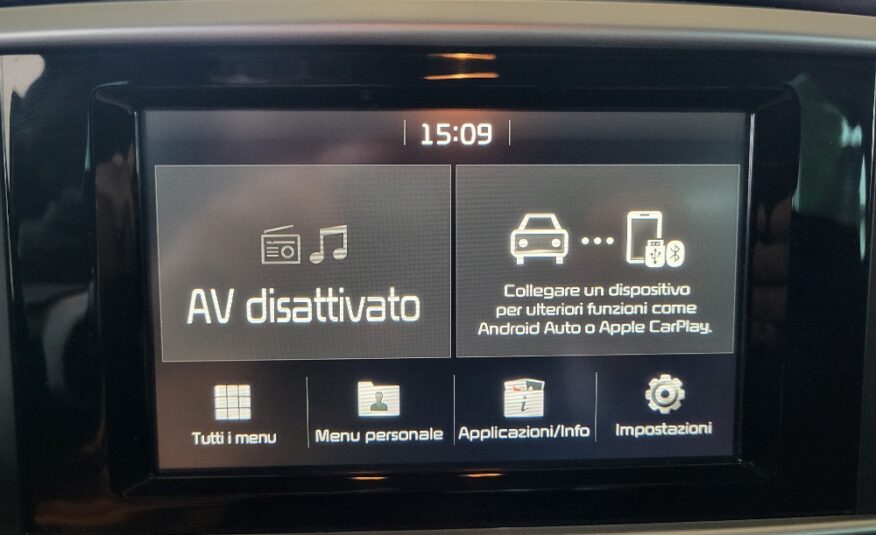 15:09
AV disattivato
Collegare un dispositivo
per ulteriori funzioni come
Android Auto o Apple CarPlay.
Tutti i menu
Menu personale
Applicazioni/Info
Impostazioni